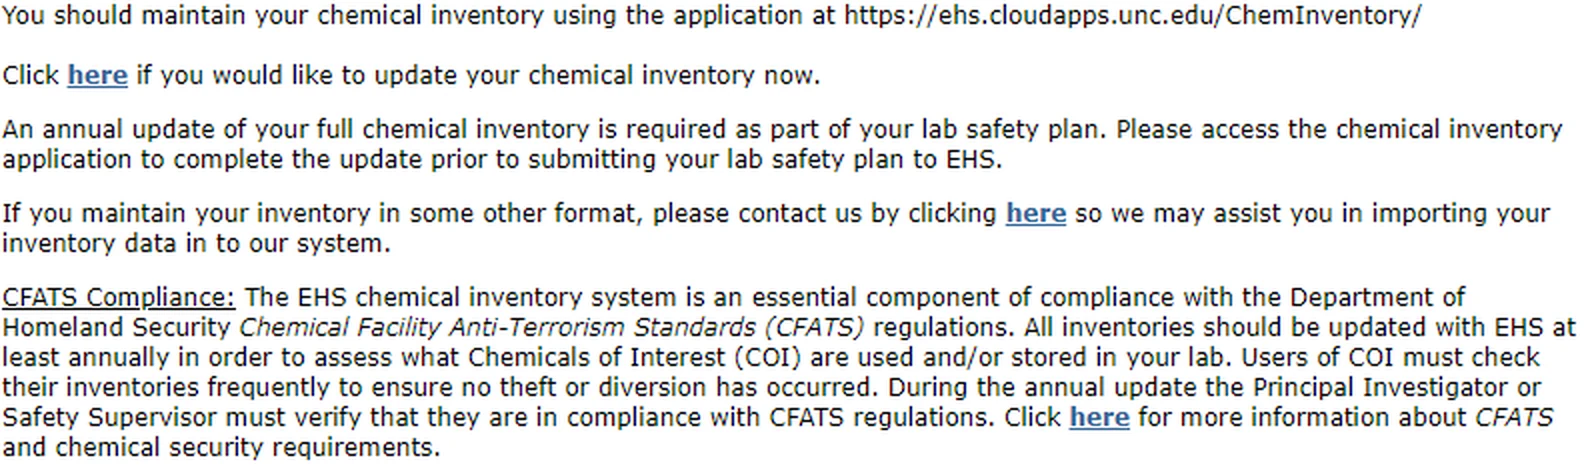 You should maintain your chemical inventory using the application at https://ehs.cloudapps.unc.edu/ChemInventory/
Click here if you would like to update your chemical inventory now.
An annual update of your full chemical inventory is required as part of your lab safety plan. Please access the chemical inventory
application to complete the update prior to submitting your lab safety plan to EHS.
If you maintain your inventory in some other format, please contact us by clicking here so we may assist you in importing your
inventory data in to our system.
CFATS Compliance: The EHS chemical inventory system is an essential component of compliance with the Department of
Homeland Security Chemical Facility Anti-Terrorism Standards (CFATS) regulations. All inventories should be updated with EHS at
least annually in order to assess what Chemicals of Interest (COI) are used and/or stored in your lab. Users of COI must check
their inventories frequently to ensure no theft or diversion has occurred. During the annual update the Principal Investigator or
Safety Supervisor must verify that they are in compliance with CFATS regulations. Click here for more information about CFATS
and chemical security requirements.